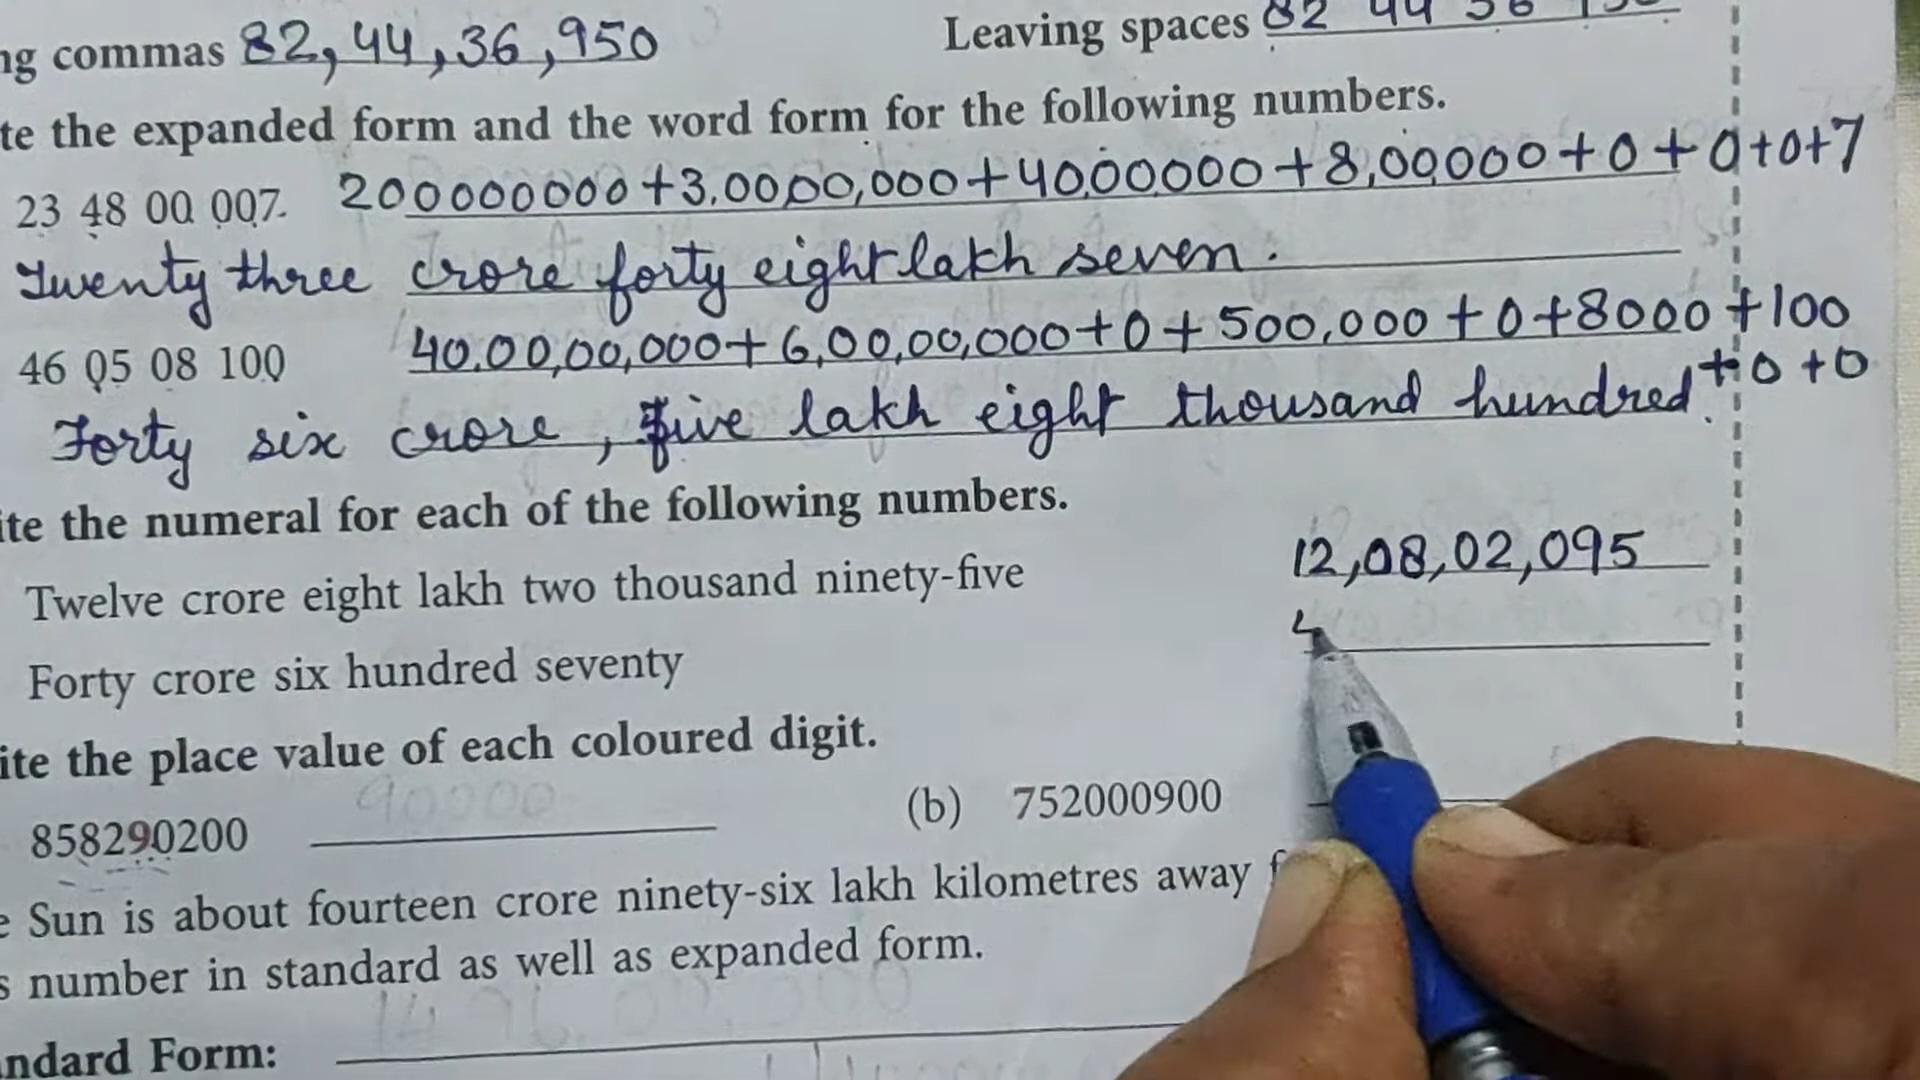 ng commas 82,44,36,950 Leaving spaces 82 44 36
te the expanded form and the word form for the following numbers.
23 48 00 007. 200000000+3.0000,000+4000000+8,00000+0+0+0+7
Twenty three crore forty eight lakh seven.
46 05 08 100 40,00,00,000+6,00,00,000+0+500,000+0+8000+100
+0+0
Forty six crore, five lakh eight thousand hundred.
ite the numeral for each of the following numbers.
Twelve crore eight lakh two thousand ninety-five 12,08,02,095
Forty crore six hundred seventy 4
ite the place value of each coloured digit.
858290200 90000 (b) 752000900
e Sun is about fourteen crore ninety-six lakh kilometres away f
s number in standard as well as expanded form.
ndard Form: